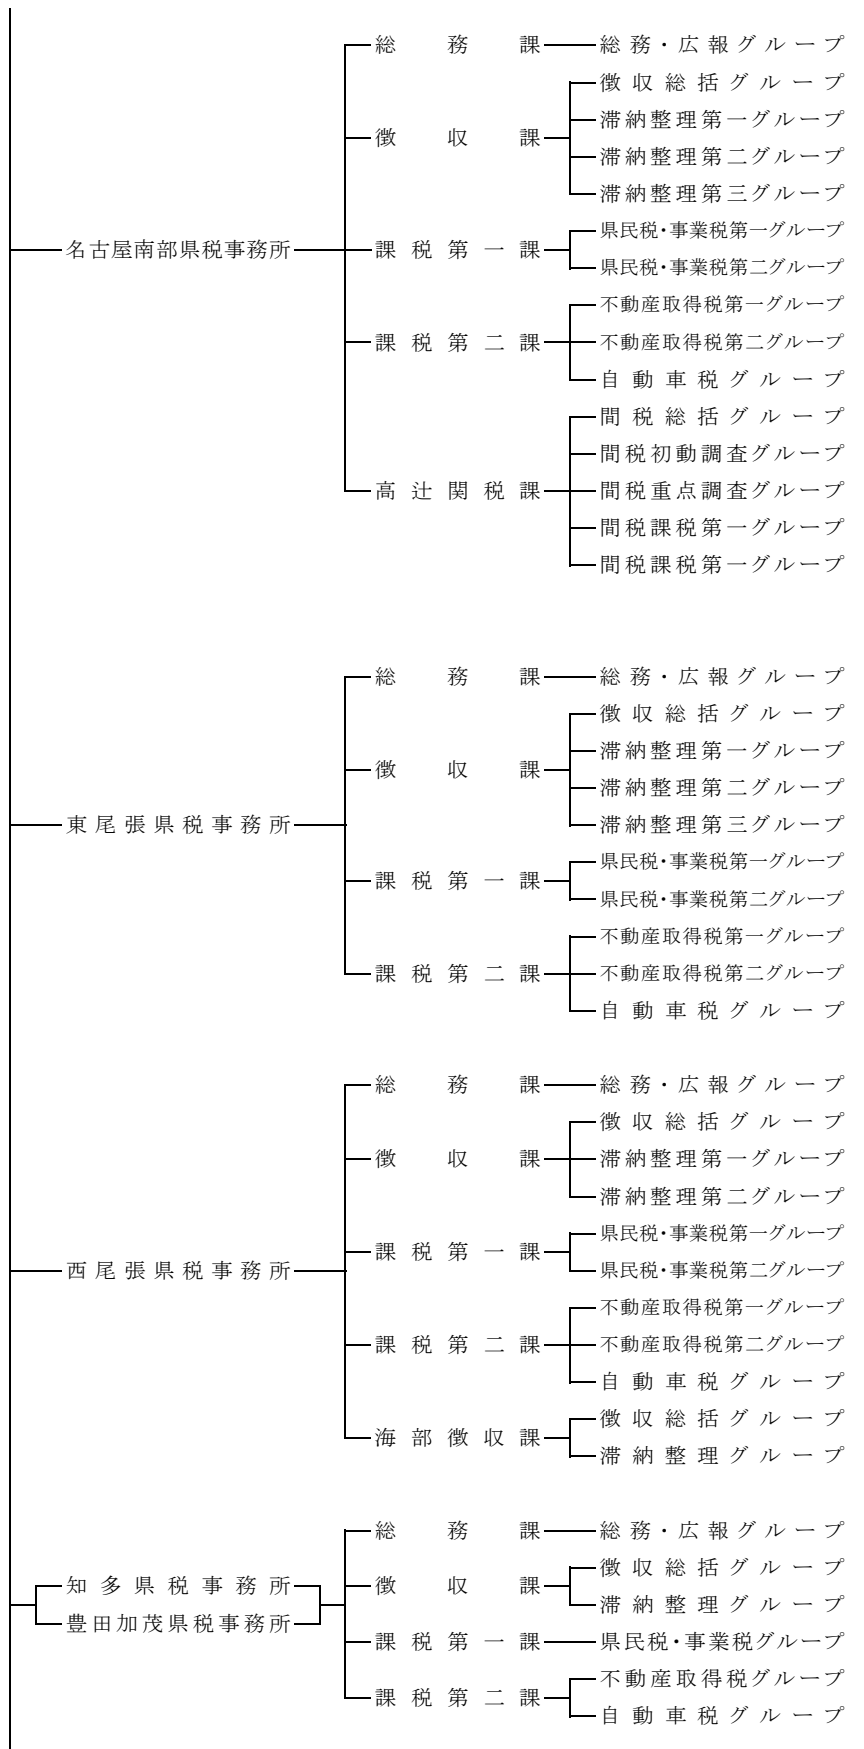 総務課 総務・広報グループ
徴収総括グループ
滞納整理第一グループ
徴収課
滞納整理第二グループ
滞納整理第三グループ
県民税・事業税第一グループ
名古屋南部県税事務所 課税第一課
県民税・事業税第二グループ
不動産取得税第一グループ
課税第二課 不動産取得税第二グループ
自動車税グループ
間税総括グループ
間税初動調査グループ
高辻関税課 間税重点調査グループ
間税課税第一グループ
間税課税第一グループ
総務課 総務・広報グループ
徴収総括グループ
滞納整理第一グループ
徴収課
滞納整理第二グループ
東尾張県税事務所 滞納整理第三グループ
県民税・事業税第一グループ
課税第一課
県民税・事業税第二グループ
不動産取得税第一グループ
課税第二課 不動産取得税第二グループ
自動車税グループ
総務課 総務・広報グループ
徴収総括グループ
徴収課 滞納整理第一グループ
滞納整理第二グループ
県民税・事業税第一グループ
課税第一課
西尾張県税事務所 県民税・事業税第二グループ
不動産取得税第一グループ
課税第二課 不動産取得税第二グループ
自動車税グループ
徴収総括グループ
海部徴収課
滞納整理グループ
総務課 総務・広報グループ
徴収総括グループ
知多県税事務所 徴収課
滞納整理グループ
豊田加茂県税事務所
課税第一課 県民税・事業税グループ
不動産取得税グループ
課税第二課
自動車税グループ